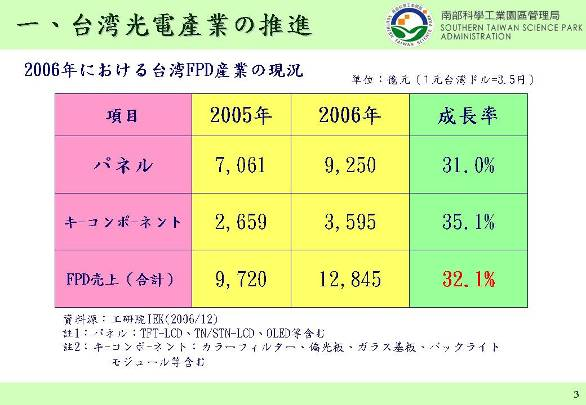 一、台湾光電產業の推進
南部科學工業園區管理局
SOUTHERN TAIWAN SCIENCE PARK
ADMINISTRATION
2006年における台湾FPD産業の現況
単位：億元（1元台湾ドル=3.5円）
項目 2005年 2006年 成長率
パネル 7,061 9,250 31.0%
キーコンポーネント 2,659 3,595 35.1%
FPD売上（合計） 9,720 12,845 32.1%
資料源：工研院IEK(2006/12)
註1：パネル：TFT-LCD、TN/STN-LCD、OLED等含む
註2：キーコンポーネント：カラーフィルター、偏光板、ガラス基板、バックライト
モジュール等含む
3